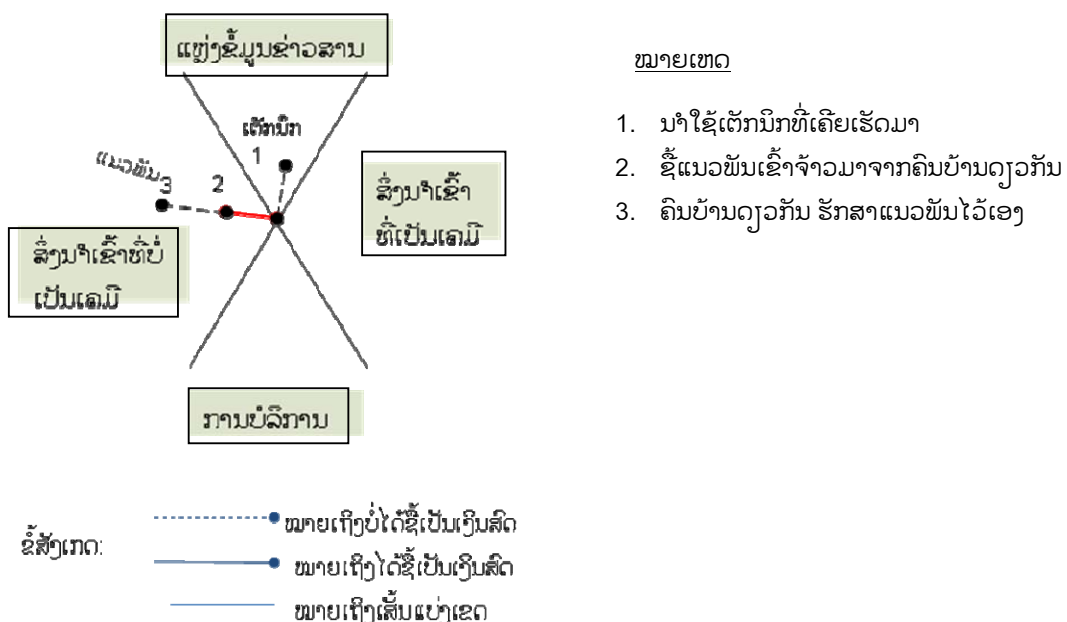 ແຫຼ່ງຂໍ້ມູນຂ່າວສານ
ເຕັກນິກ
1
ແນວພັນ
3
2
ສິ່ງນຳເຂົ້າ
ທີ່ເປັນເຄມີ
ສິ່ງນຳເຂົ້າທີ່ບໍ່
ເປັນເຄມີ
ການບໍລິການ
ໝາຍເຫດ
1. ນຳໃຊ້ເຕັກນິກທີ່ເຄີຍເຮັດມາ
2. ຊື້ແນວພັນເຂົ້າຈ້າວມາຈາກຄົນບ້ານດຽວກັນ
3. ຄົນບ້ານດຽວກັນ ຮັກສາແນວພັນໄວ້ເອງ
ຂໍ້ສັງເກດ:
ໝາຍເຖິງບໍ່ໄດ້ຊື້ເປັນເງິນສົດ
ໝາຍເຖິງໄດ້ຊື້ເປັນເງິນສົດ
ໝາຍເຖິງເສັ້ນແບ່ງເຂດ